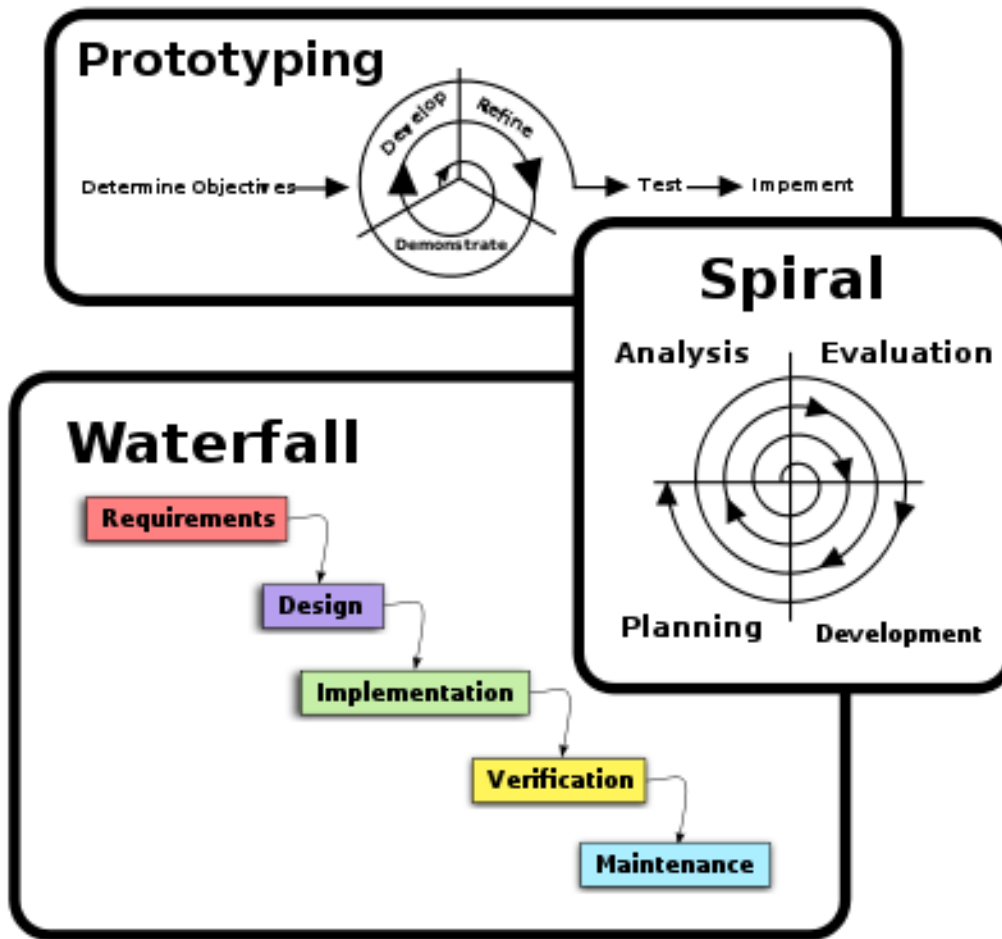 Prototyping
Determine Objectives
Develop
Refine
Demonstrate
Test
Impement
Spiral
Analysis
Evaluation
Planning
Development
Waterfall
Requirements
Design
Implementation
Verification
Maintenance